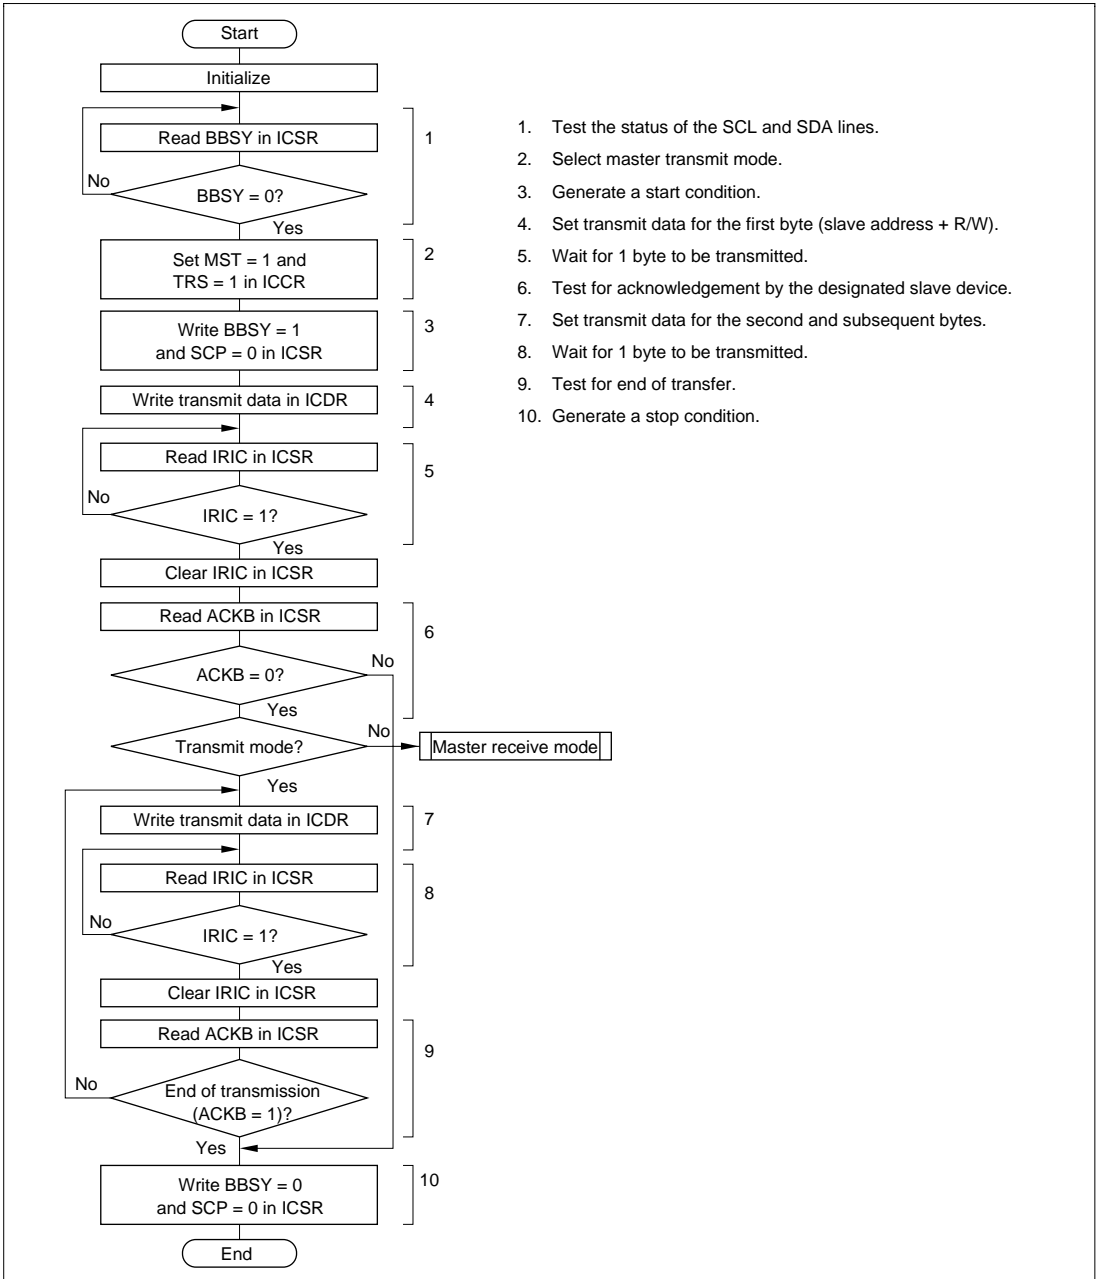 Start
Initialize
Read BBSY in ICSR
1
No
BBSY = 0?
Yes
Set MST = 1 and
TRS = 1 in ICCR
2
Write BBSY = 1
and SCP = 0 in ICSR
3
Write transmit data in ICDR
4
Read IRIC in ICSR
5
No
IRIC = 1?
Yes
Clear IRIC in ICSR
Read ACKB in ICSR
6
No
ACKB = 0?
Yes
No
Transmit mode?
Master receive mode
Yes
Write transmit data in ICDR
7
Read IRIC in ICSR
8
No
IRIC = 1?
Yes
Clear IRIC in ICSR
Read ACKB in ICSR
9
No
End of transmission
(ACKB = 1)?
Yes
Write BBSY = 0
and SCP = 0 in ICSR
10
End
1. Test the status of the SCL and SDA lines.
2. Select master transmit mode.
3. Generate a start condition.
4. Set transmit data for the first byte (slave address + R/W).
5. Wait for 1 byte to be transmitted.
6. Test for acknowledgement by the designated slave device.
7. Set transmit data for the second and subsequent bytes.
8. Wait for 1 byte to be transmitted.
9. Test for end of transfer.
10. Generate a stop condition.